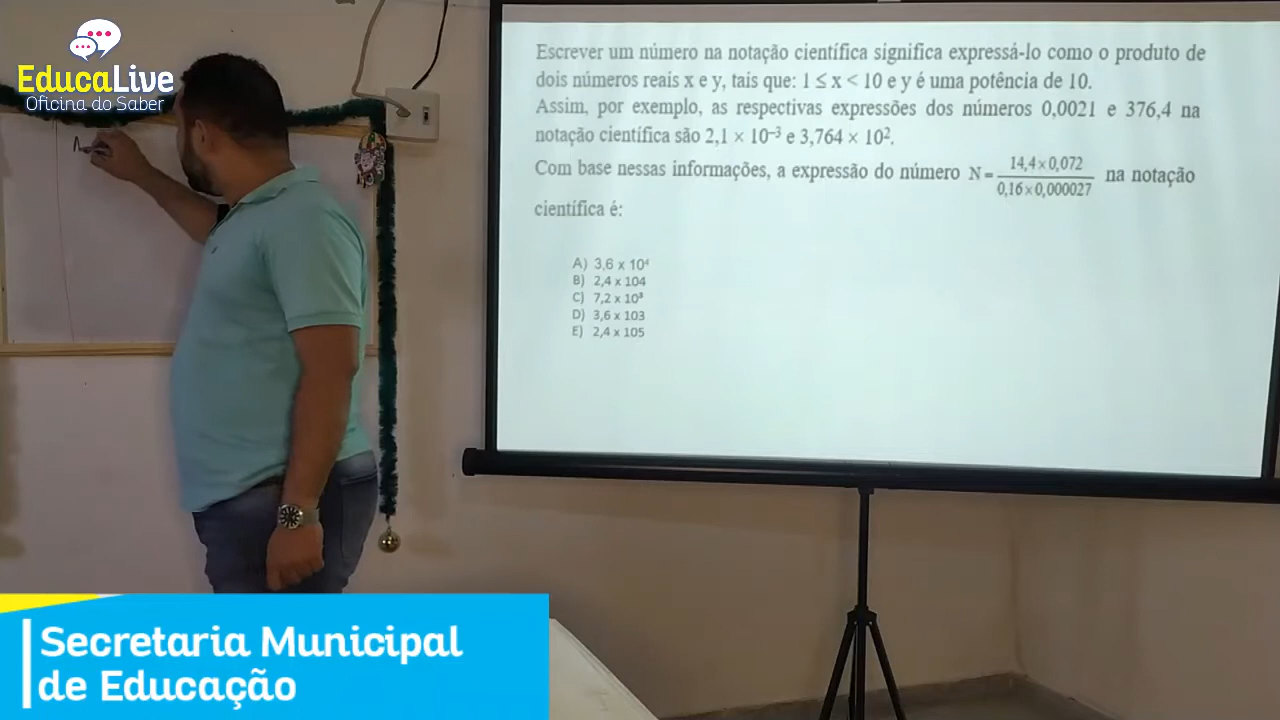 EducaLive
Oficina do Saber
Escrever um número na notação científica significa expressá-lo como o produto de
dois números reais x e y, tais que: 1 ≤ x < 10 e y é uma potência de 10.
Assim, por exemplo, as respectivas expressões dos números 0,0021 e 376,4 na
notação científica são 2,1 × 10⁻³ e 3,764 × 10².
Com base nessas informações, a expressão do número N = 14,4×0,072 / 0,16×0,000027 na notação
científica é:
A) 3,6 x 10⁴
B) 2,4 x 104
C) 7,2 x 10³
D) 3,6 x 103
E) 2,4 x 105
Secretaria Municipal
de Educação